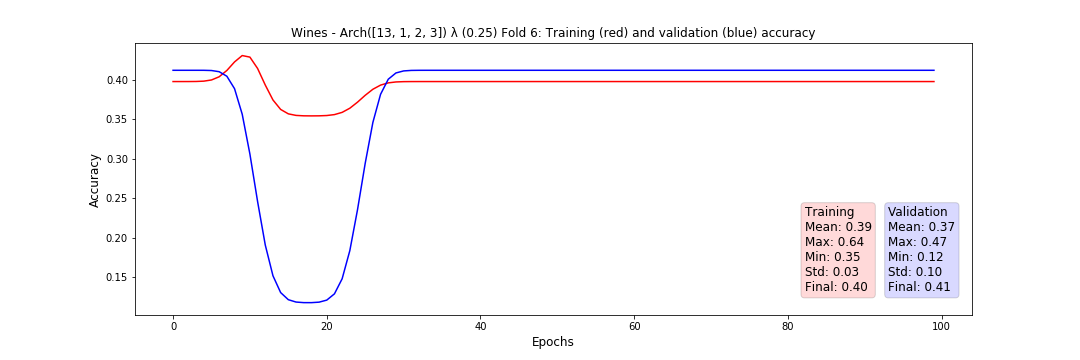 Wines - Arch([13, 1, 2, 3]) λ (0.25) Fold 6: Training (red) and validation (blue) accuracy
Accuracy
0.40
0.35
0.30
0.25
0.20
0.15
Training
Mean: 0.39
Max: 0.64
Min: 0.35
Std: 0.03
Final: 0.40
Validation
Mean: 0.37
Max: 0.47
Min: 0.12
Std: 0.10
Final: 0.41
0 20 40 60 80 100
Epochs